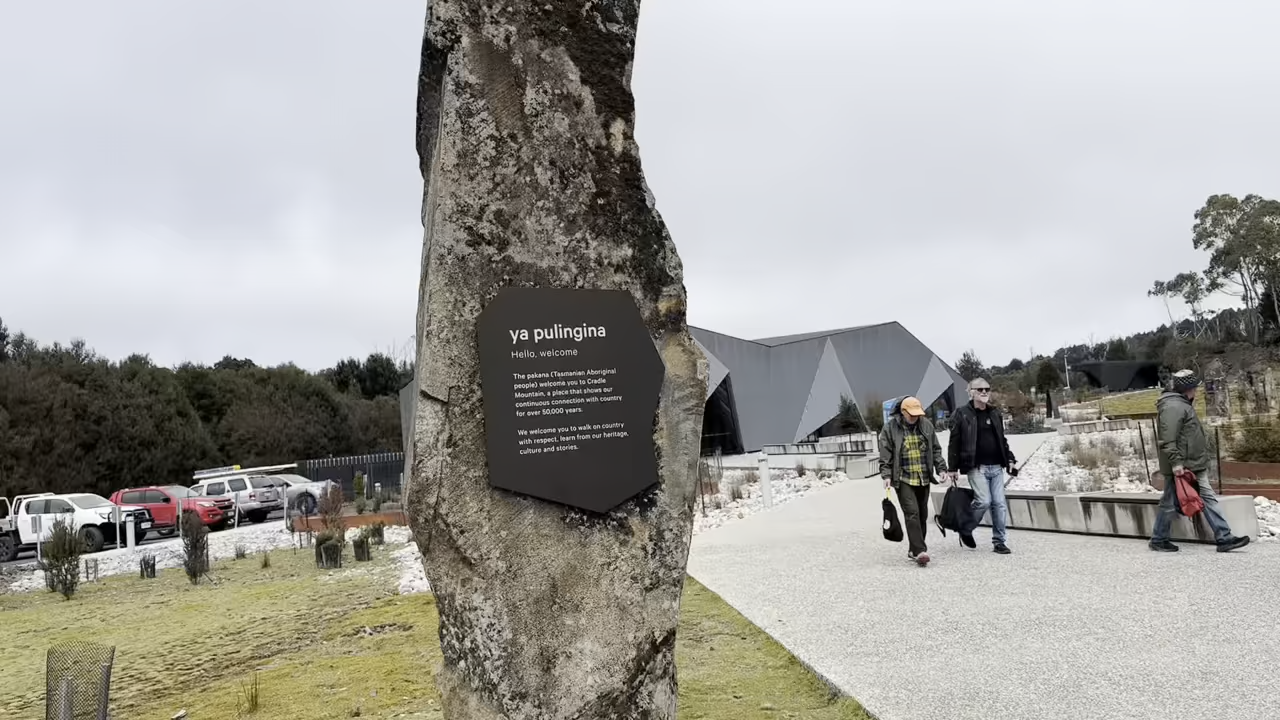 ya pulingina
Hello, welcome
The pakana (Tasmanian Aboriginal
people) welcome you to Cradle
Mountain, a place that shows our
continuous connection with country
for over 50,000 years.
We welcome you to walk on country
with respect, learn from our heritage,
culture and stories.